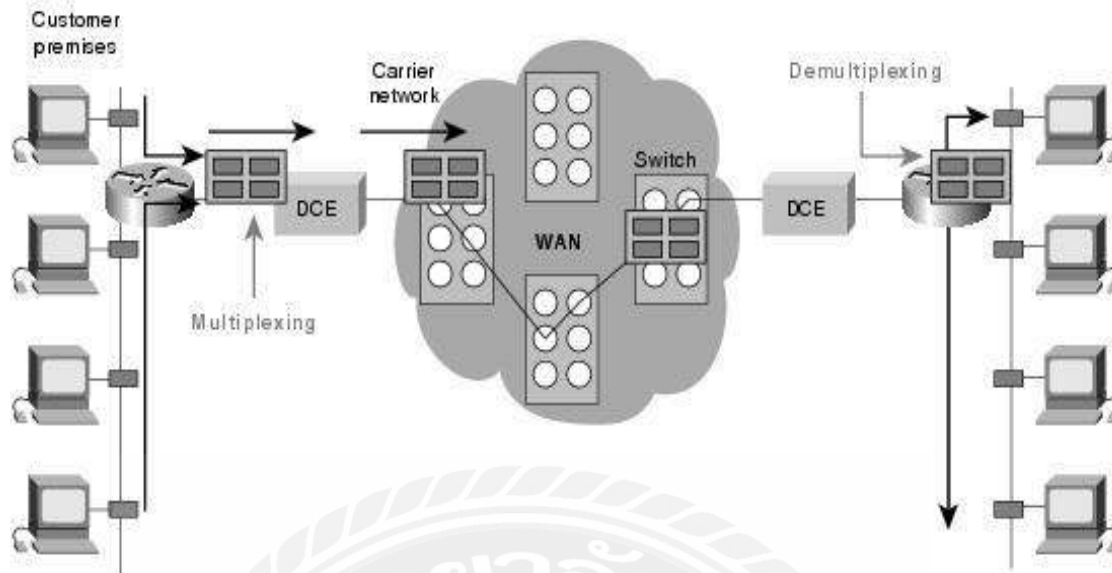 Customer
premises
Carrier
network
Demultiplexing
Switch
DCE
WAN
DCE
Multiplexing